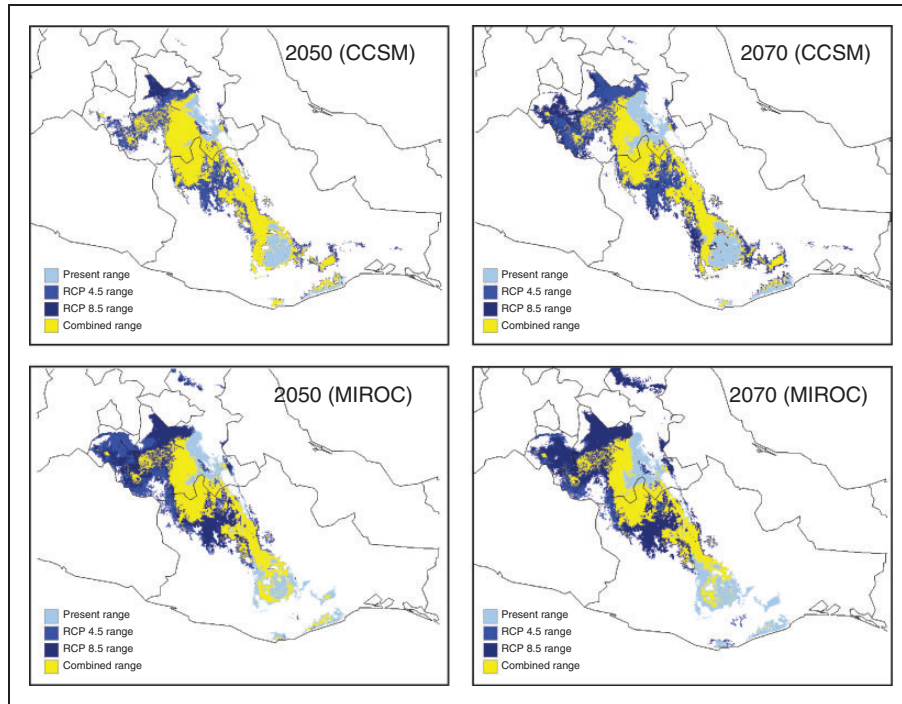 2050 (CCSM)
Present range
RCP 4.5 range
RCP 8.5 range
Combined range
2070 (CCSM)
Present range
RCP 4.5 range
RCP 8.5 range
Combined range
2050 (MIROC)
Present range
RCP 4.5 range
RCP 8.5 range
Combined range
2070 (MIROC)
Present range
RCP 4.5 range
RCP 8.5 range
Combined range